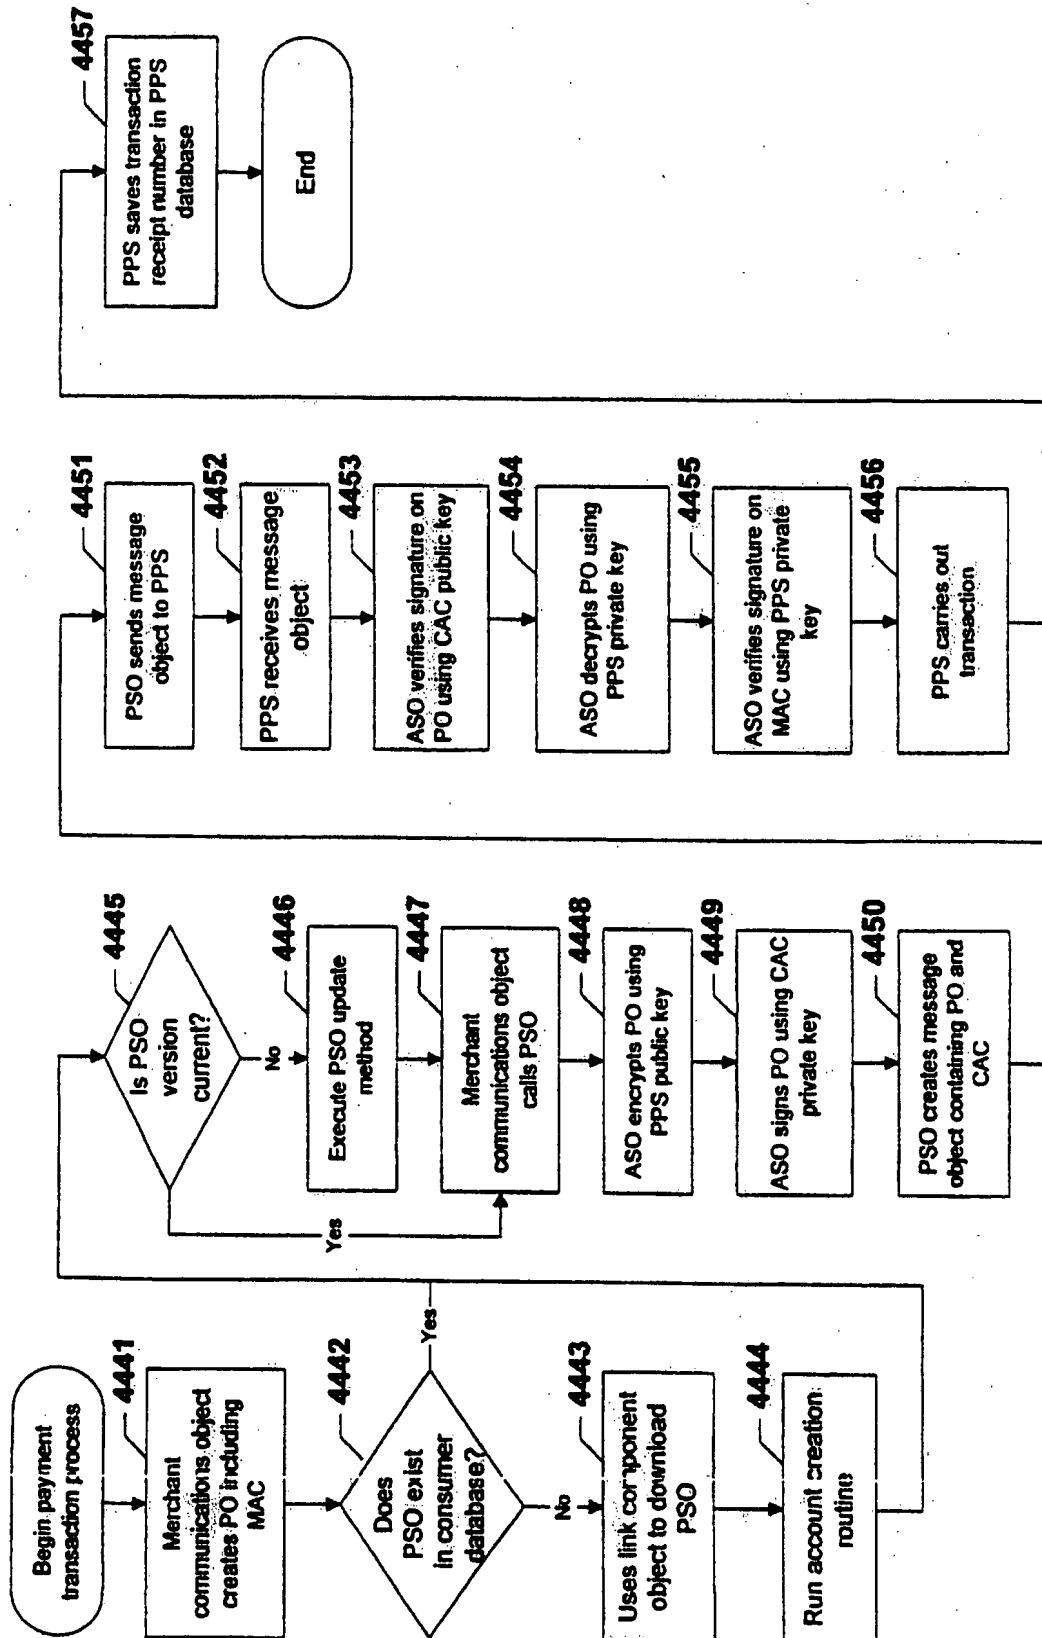 Begin payment
transaction process
4441
Merchant
communications object
creates PO including
MAC
4442
Does
PSO exist
in consumer
database?
Yes
No
4443
Uses link component
object to download
PSO
4444
Run account creation
routine
4445
Is PSO
version
current?
No
Yes
4446
Execute PSO update
method
4447
Merchant
communications object
calls PSO
4448
ASO encrypts PO using
PPS public key
4449
ASO signs PO using CAC
private key
4450
PSO creates message
object containing PO and
CAC
4451
PSO sends message
object to PPS
4452
PPS receives message
object
4453
ASO verifies signature on
PO using CAC public key
4454
ASO decrypts PO using
PPS private key
4455
ASO verifies signature on
MAC using PPS private
key
4456
PPS carries out
transaction
4457
PPS saves transaction
receipt number in PPS
database
End